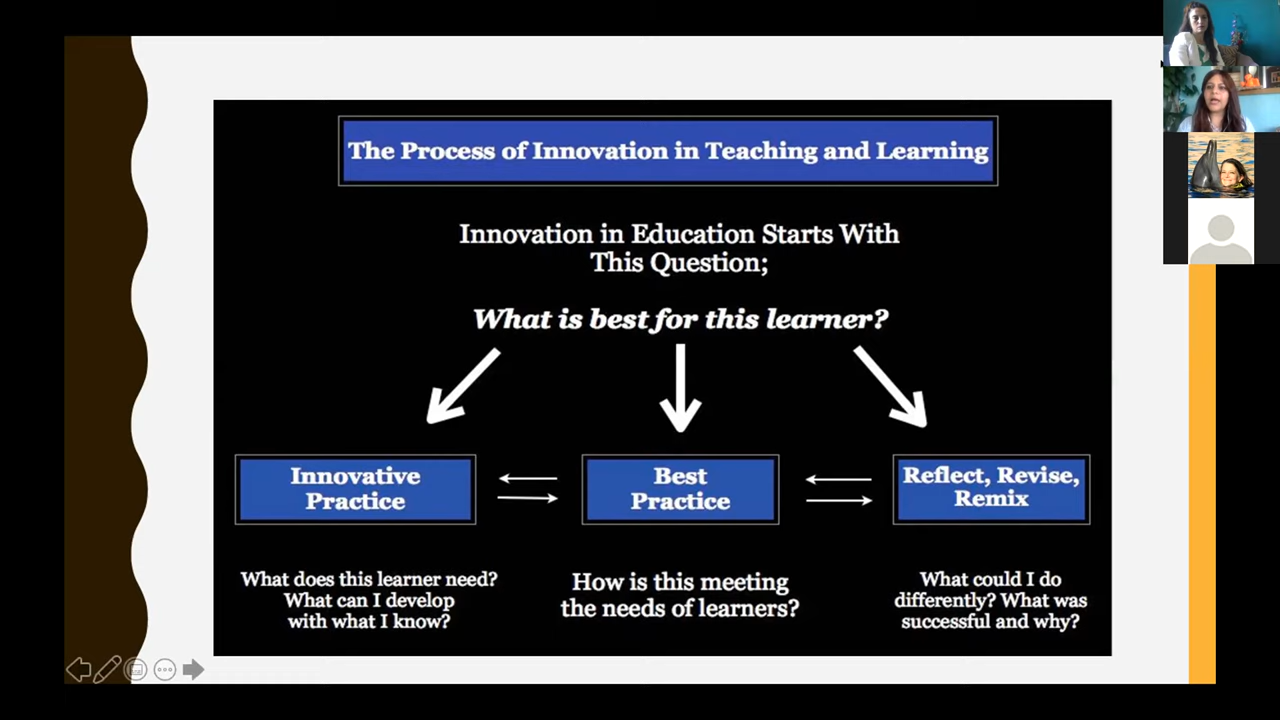 The Process of Innovation in Teaching and Learning
Innovation in Education Starts With
This Question;
What is best for this learner?
Innovative
Practice
Best
Practice
Reflect, Revise,
Remix
What does this learner need?
What can I develop
with what I know?
How is this meeting
the needs of learners?
What could I do
differently? What was
successful and why?